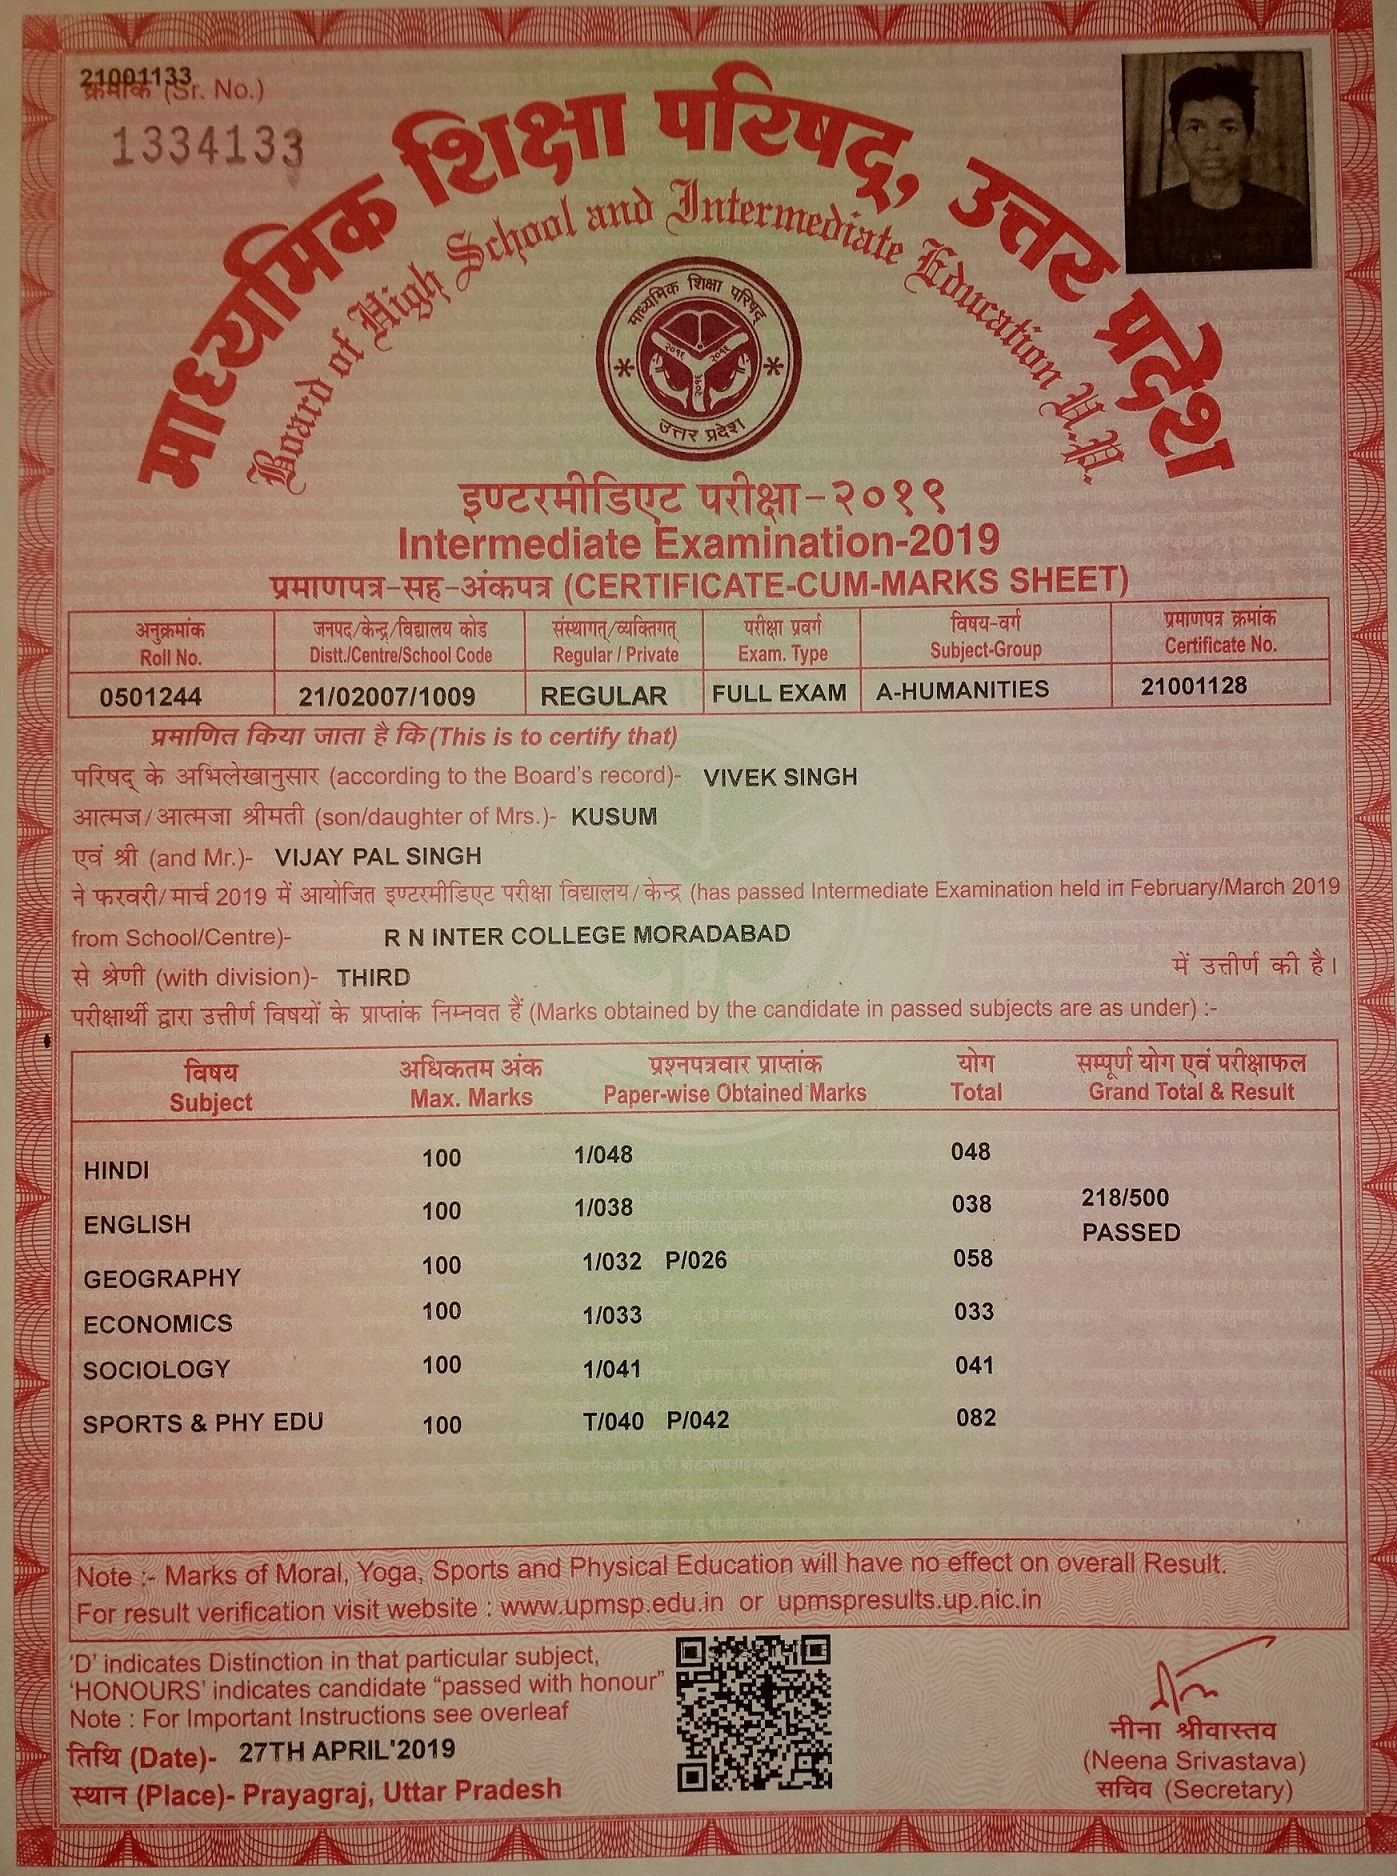 21001133
क्रमांक (Sr. No.)
1334133
माध्यमिक शिक्षा परिषद्, उत्तर प्रदेश
Board of High School and Intermediate Education U.P.
माध्यमिक शिक्षा परिषद्
२०१६ २०१६
२०१६
उत्तर प्रदेश
इण्टरमीडिएट परीक्षा-२०१९
Intermediate Examination-2019
प्रमाणपत्र-सह-अंकपत्र (CERTIFICATE-CUM-MARKS SHEET)
अनुक्रमांक जनपद/केन्द्र/विद्यालय कोड संस्थागत्/व्यक्तिगत् परीक्षा प्रवर्ग विषय-वर्ग प्रमाणपत्र क्रमांक
Roll No. Distt./Centre/School Code Regular / Private Exam. Type Subject-Group Certificate No.
0501244 21/02007/1009 REGULAR FULL EXAM A-HUMANITIES 21001128
प्रमाणित किया जाता है कि (This is to certify that)
परिषद् के अभिलेखानुसार (according to the Board's record)- VIVEK SINGH
आत्मज/आत्मजा श्रीमती (son/daughter of Mrs.)- KUSUM
एवं श्री (and Mr.)- VIJAY PAL SINGH
ने फरवरी/मार्च 2019 में आयोजित इण्टरमीडिएट परीक्षा विद्यालय/केन्द्र (has passed Intermediate Examination held in February/March 2019
from School/Centre)- R N INTER COLLEGE MORADABAD
से श्रेणी (with division)- THIRD में उत्तीर्ण की है।
परीक्षार्थी द्वारा उत्तीर्ण विषयों के प्राप्तांक निम्नवत हैं (Marks obtained by the candidate in passed subjects are as under) :-
विषय अधिकतम अंक प्रश्नपत्रवार प्राप्तांक योग सम्पूर्ण योग एवं परीक्षाफल
Subject Max. Marks Paper-wise Obtained Marks Total Grand Total & Result
HINDI 100 1/048 048
ENGLISH 100 1/038 038 218/500
PASSED
GEOGRAPHY 100 1/032 P/026 058
ECONOMICS 100 1/033 033
SOCIOLOGY 100 1/041 041
SPORTS & PHY EDU 100 T/040 P/042 082
Note :- Marks of Moral, Yoga, Sports and Physical Education will have no effect on overall Result.
For result verification visit website : www.upmsp.edu.in or upmspresults.up.nic.in
'D' indicates Distinction in that particular subject,
'HONOURS' indicates candidate "passed with honour"
Note : For Important Instructions see overleaf
तिथि (Date)- 27TH APRIL'2019
स्थान (Place)- Prayagraj, Uttar Pradesh
नीना श्रीवास्तव
(Neena Srivastava)
सचिव (Secretary)